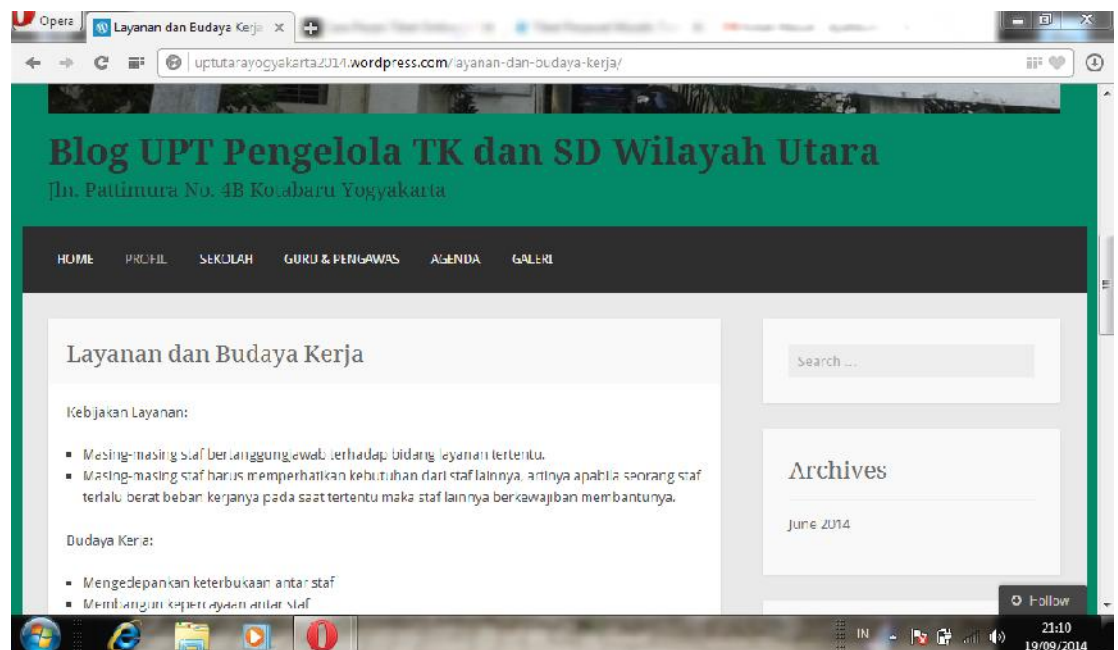 Opera
Layanan dan Budaya Kerja
uptutarayogyakarta2014.wordpress.com/layanan-dan-budaya-kerja/
Blog UPT Pengelola TK dan SD Wilayah Utara
Jln. Pattimura No. 4B Kotabaru Yogyakarta
HOME PROFIL SEKOLAH GURU & PENGAWAS AGENDA GALERI
Layanan dan Budaya Kerja
Kebijakan Layanan:
Masing-masing staf bertanggungjawab terhadap bidang layanan tertentu.
Masing-masing staf harus memperhatikan kebutuhan dari staf lainnya, artinya apabila seorang staf
terlalu berat beban kerjanya pada saat tertentu maka staf lainnya berkewajiban membantunya.
Budaya Kerja:
Mengedepankan keterbukaan antar staf
Membangun kepercayaan antar staf
Search ...
Archives
June 2014
Follow
IN
21:10
19/09/2014